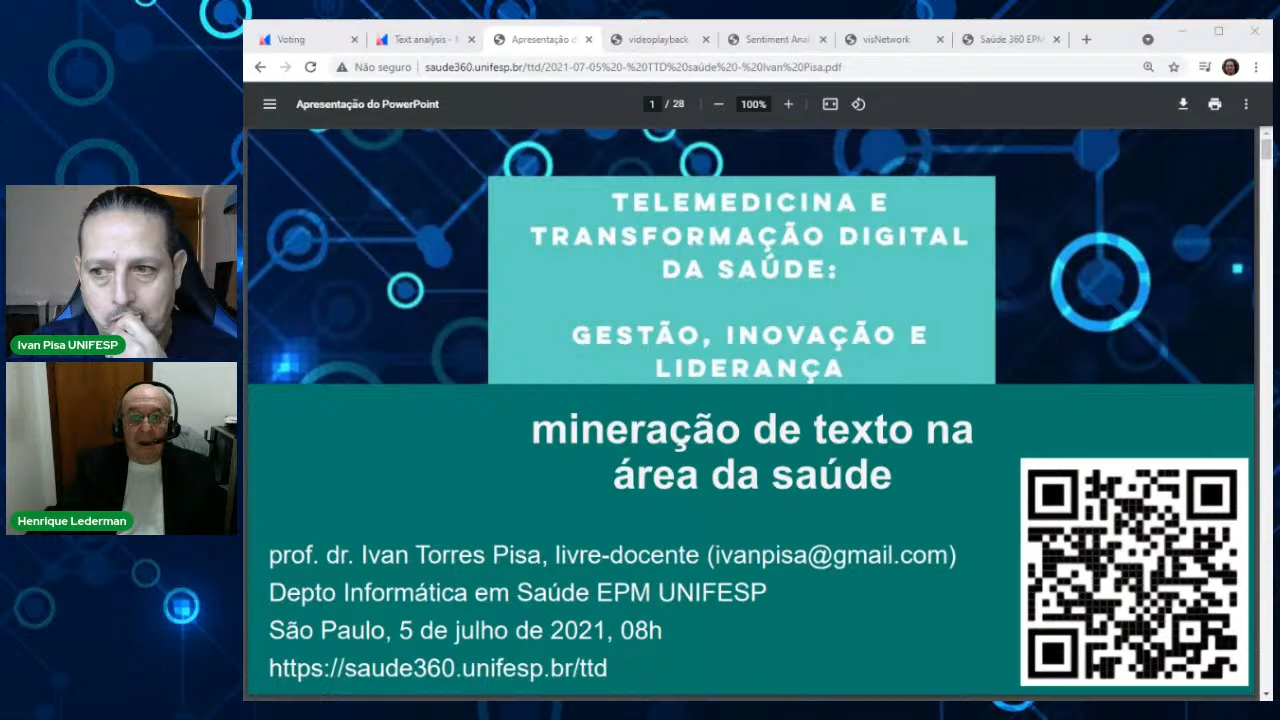 Voting
Text analysis –
Apresentação d
videoplayback
Sentiment Anal
visNetwork
Saúde 360 EPM
Não seguro
saude360.unifesp.br/ttd/2021-07-05%20-%20TTD%20saúde%20-%20Ivan%20Pisa.pdf
Apresentação do PowerPoint
1 / 28
100%
TELEMEDICINA E
TRANSFORMAÇÃO DIGITAL
DA SAÚDE:
GESTÃO, INOVAÇÃO E
LIDERANÇA
mineração de texto na
área da saúde
prof. dr. Ivan Torres Pisa, livre-docente (ivanpisa@gmail.com)
Depto Informática em Saúde EPM UNIFESP
São Paulo, 5 de julho de 2021, 08h
https://saude360.unifesp.br/ttd
Ivan Pisa UNIFESP
Henrique Lederman